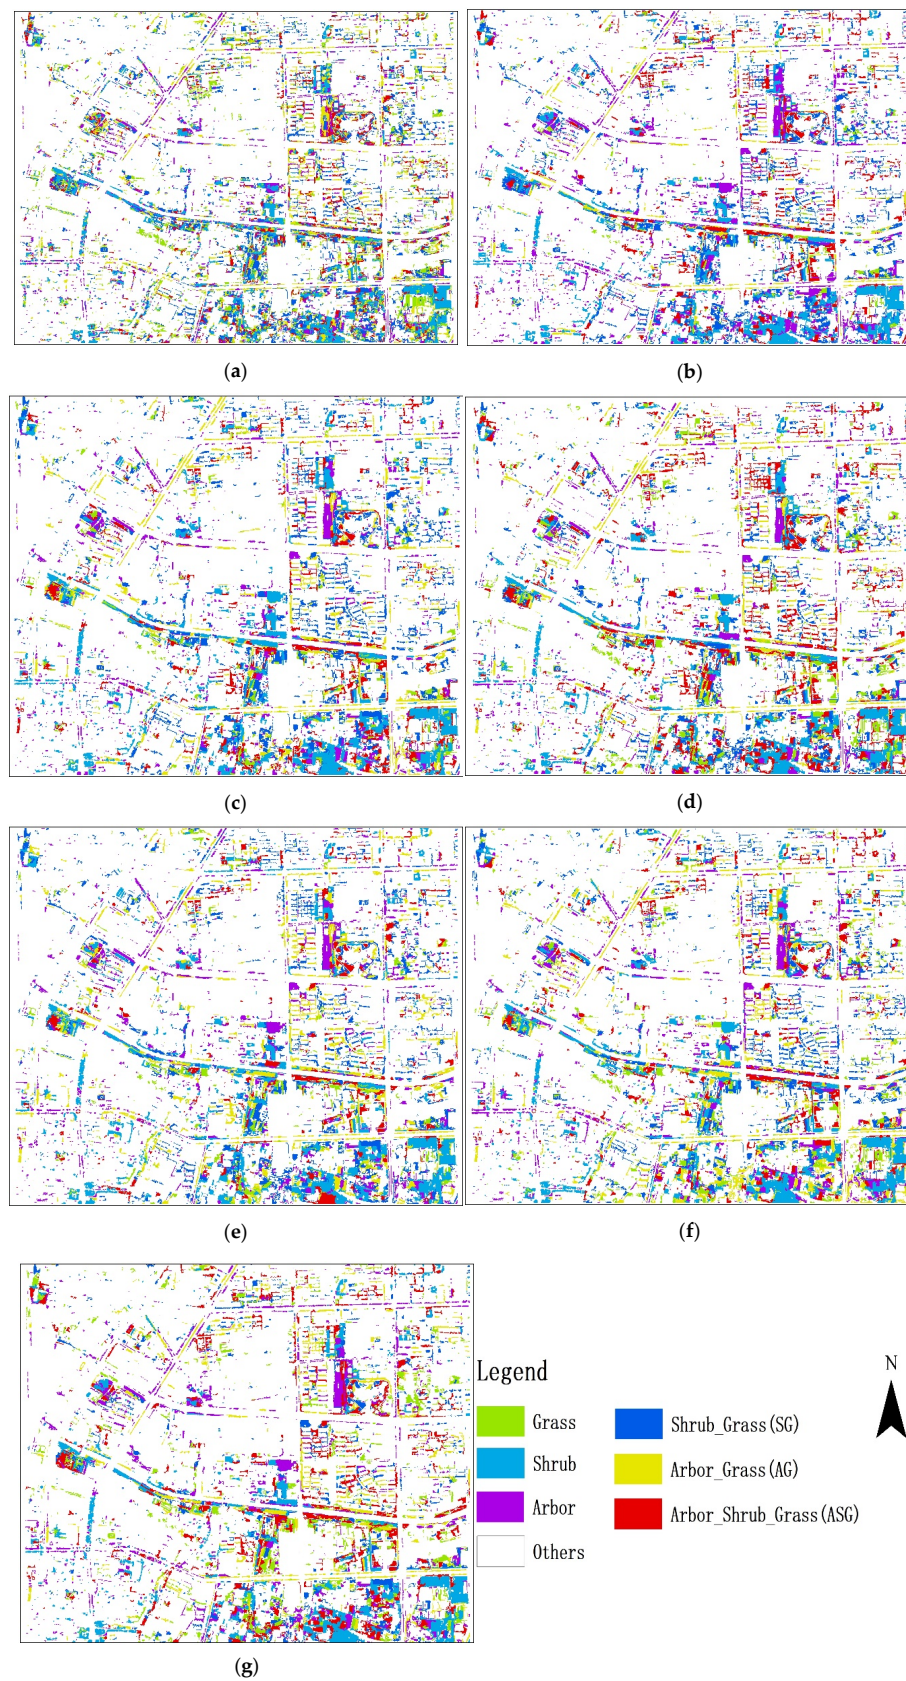 (a)
(b)
(c)
(d)
(e)
(f)
(g)
Legend
N
Grass
Shrub_Grass(SG)
Shrub
Arbor_Grass(AG)
Arbor
Arbor_Shrub_Grass(ASG)
Others